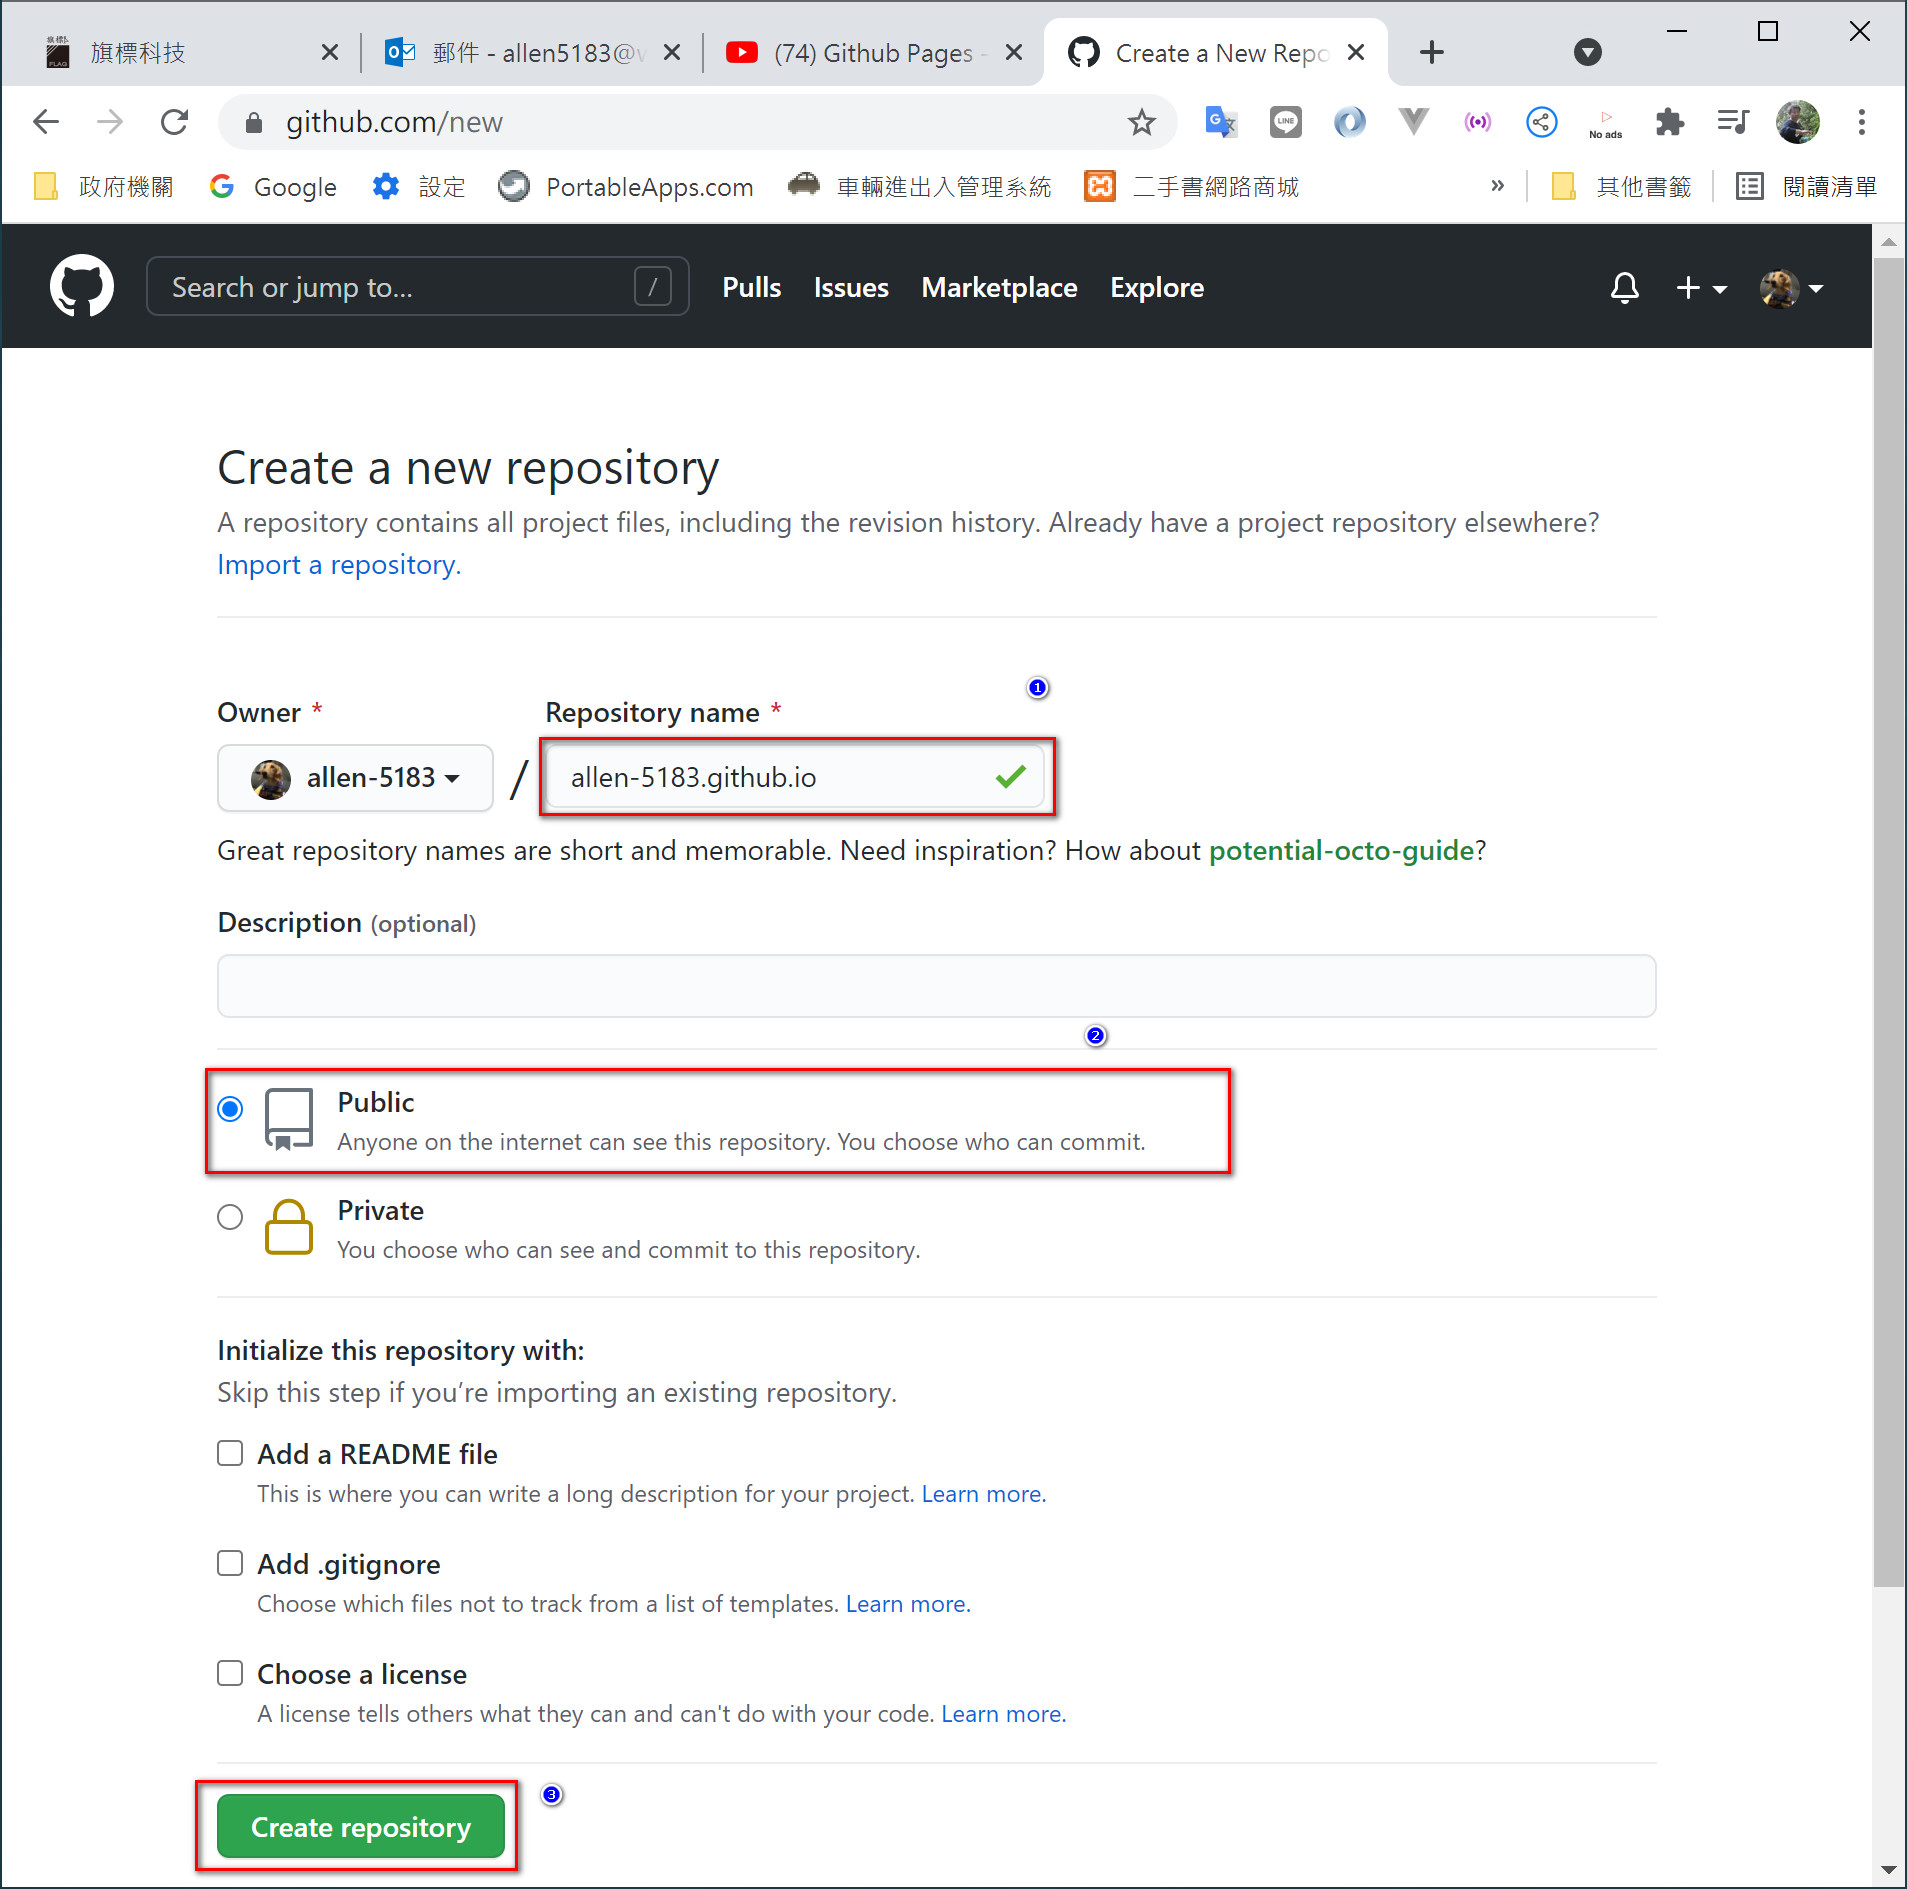 旗標科技
郵件 - allen5183@
(74) Github Pages -
Create a New Repo
github.com/new
LINE
No ads
政府機關
Google
設定
PortableApps.com
車輛進出入管理系統
二手書網路商城
»
其他書籤
閱讀清單
Search or jump to...
/
Pulls
Issues
Marketplace
Explore
Create a new repository
A repository contains all project files, including the revision history. Already have a project repository elsewhere?
Import a repository.
1
Owner *
Repository name *
allen-5183
/
allen-5183.github.io
Great repository names are short and memorable. Need inspiration? How about potential-octo-guide?
Description (optional)
2
Public
Anyone on the internet can see this repository. You choose who can commit.
Private
You choose who can see and commit to this repository.
Initialize this repository with:
Skip this step if you’re importing an existing repository.
Add a README file
This is where you can write a long description for your project. Learn more.
Add .gitignore
Choose which files not to track from a list of templates. Learn more.
Choose a license
A license tells others what they can and can't do with your code. Learn more.
3
Create repository